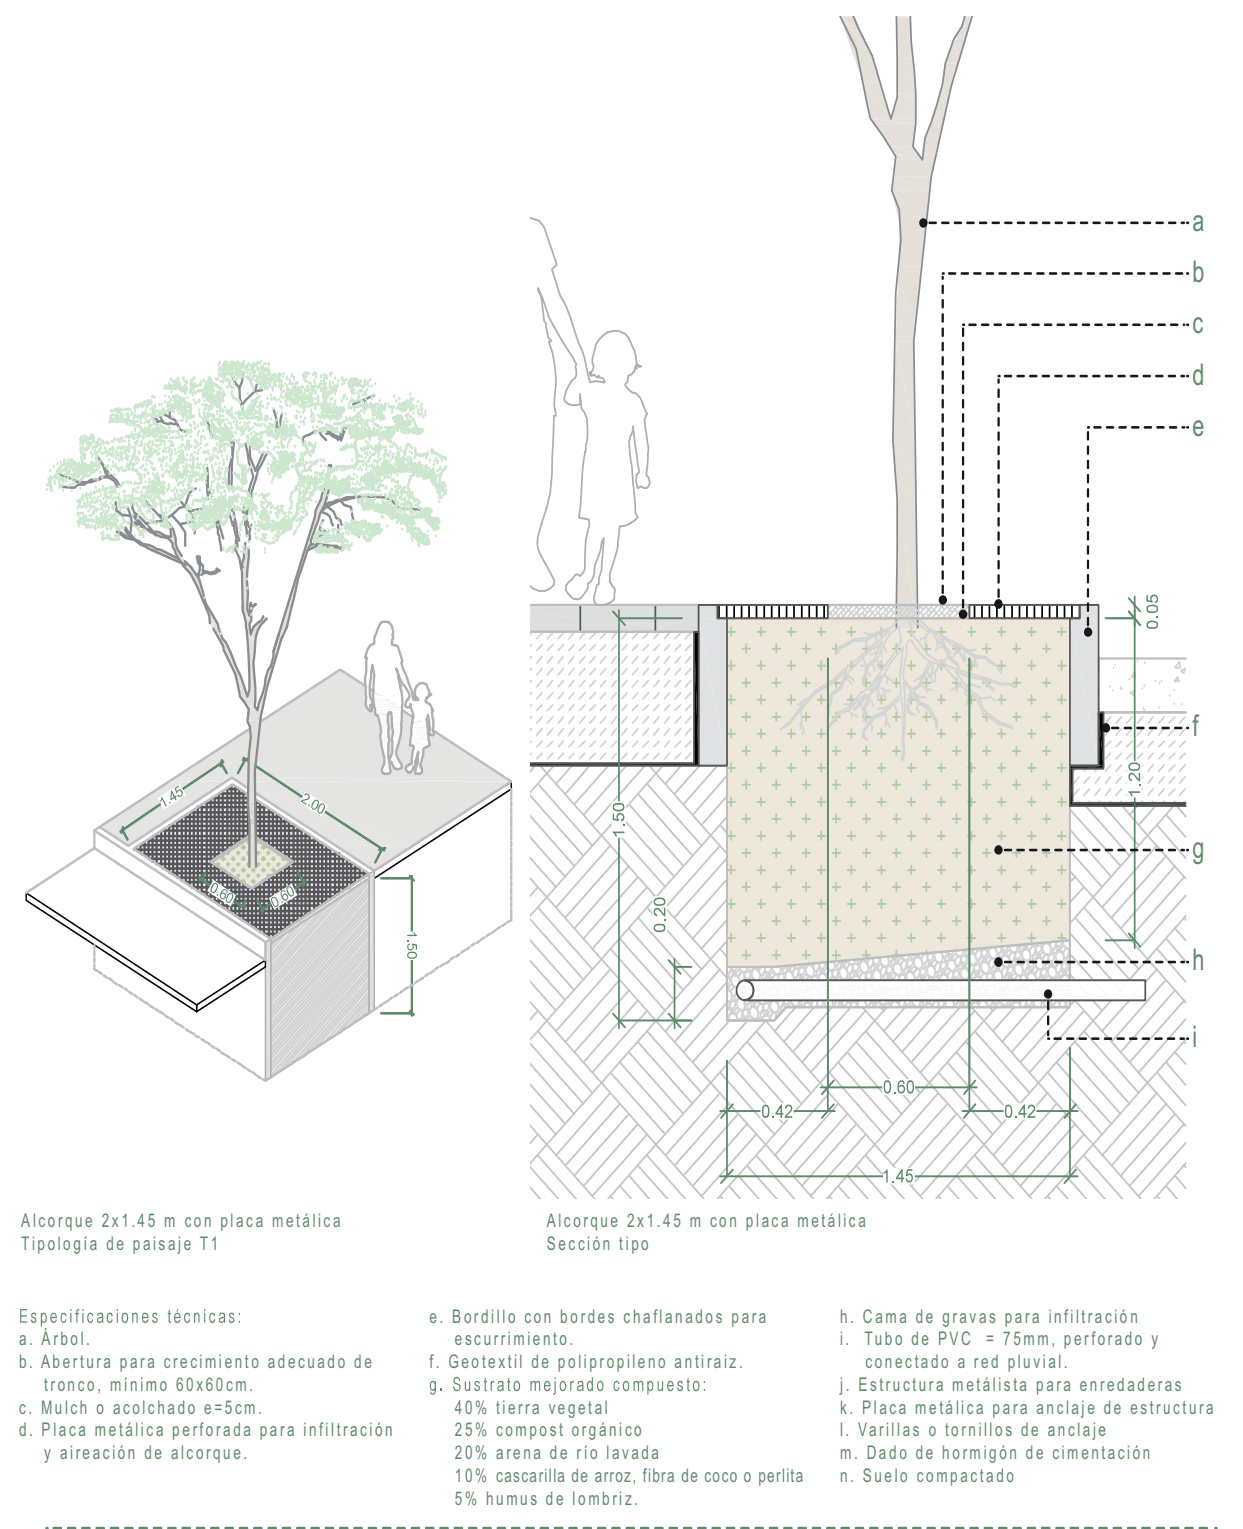 a
b
c
d
e
0.05
f
1.20
1.50
g
0.20
h
i
0.60
0.42
0.42
1.45
1.45
2.00
0.60
0.60
1.50
Alcorque 2x1.45 m con placa metálica
Tipología de paisaje T1
Alcorque 2x1.45 m con placa metálica
Sección tipo
Especificaciones técnicas:
a. Árbol.
b. Abertura para crecimiento adecuado de
tronco, mínimo 60x60cm.
c. Mulch o acolchado e=5cm.
d. Placa metálica perforada para infiltración
y aireación de alcorque.
e. Bordillo con bordes chaflanados para
escurrimiento.
f. Geotextil de polipropileno antiraiz.
g. Sustrato mejorado compuesto:
40% tierra vegetal
25% compost orgánico
20% arena de río lavada
10% cascarilla de arroz, fibra de coco o perlita
5% humus de lombriz.
h. Cama de gravas para infiltración
i. Tubo de PVC = 75mm, perforado y
conectado a red pluvial.
j. Estructura metálista para enredaderas
k. Placa metálica para anclaje de estructura
l. Varillas o tornillos de anclaje
m. Dado de hormigón de cimentación
n. Suelo compactado